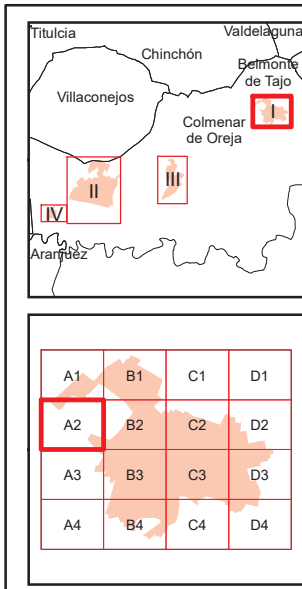 Titulcia
Valdelaguna
Chinchón
Belmonte
de Tajo
Villaconejos
I
Colmenar
de Oreja
II
III
IV
Aranjuez
A1 B1 C1 D1
A2 B2 C2 D2
A3 B3 C3 D3
A4 B4 C4 D4